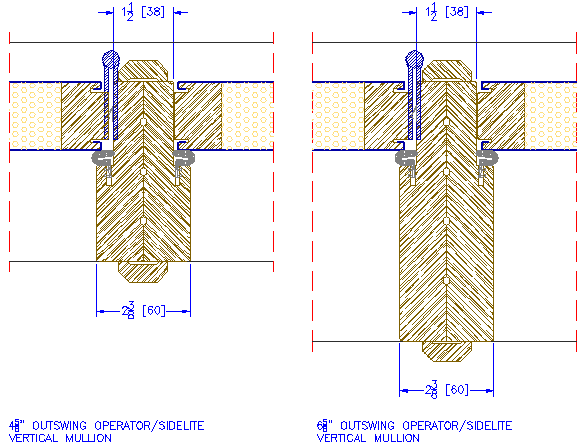 1 1/2 [38]
1 1/2 [38]
2 3/8 [60]
2 3/8 [60]
4 5/8" OUTSWING OPERATOR/SIDELITE
VERTICAL MULLION
6 5/8" OUTSWING OPERATOR/SIDELITE
VERTICAL MULLION